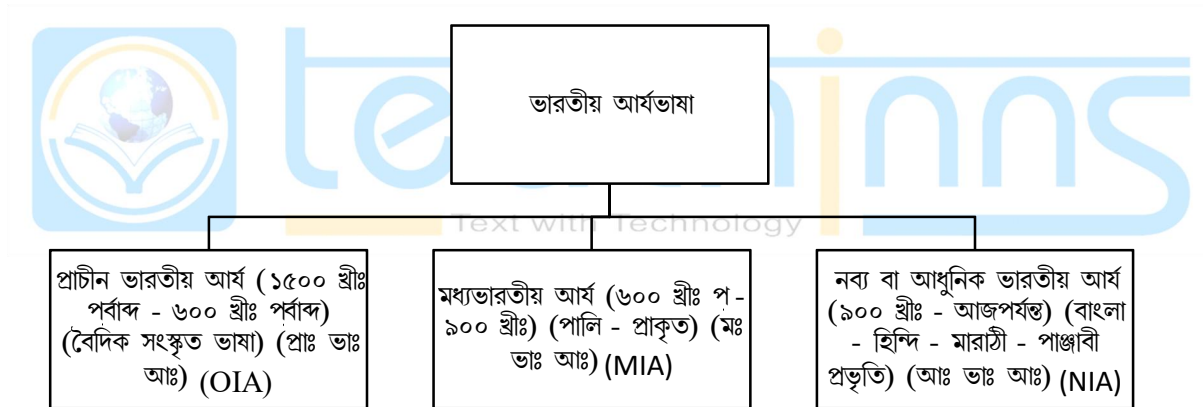 ভারতীয় আর্যভাষা
Text with Technology
প্রাচীন ভারতীয় আর্য (১৫০০ খ্রীঃ
পর্বাব্দ - ৬০০ খ্রীঃ পর্বাব্দ)
(বৈদিক সংস্কৃত ভাষা) (প্রাঃ ভাঃ
আঃ) (OIA)
মধ্যভারতীয় আর্য (৬০০ খ্রীঃ প -
৯০০ খ্রীঃ) (পালি - প্রাকৃত) (মঃ
ভাঃ আঃ) (MIA)
নব্য বা আধুনিক ভারতীয় আর্য
(৯০০ খ্রীঃ - আজপর্যন্ত) (বাংলা
- হিন্দি - মারাঠী - পাঞ্জাবী
প্রভৃতি) (আঃ ভাঃ আঃ) (NIA)